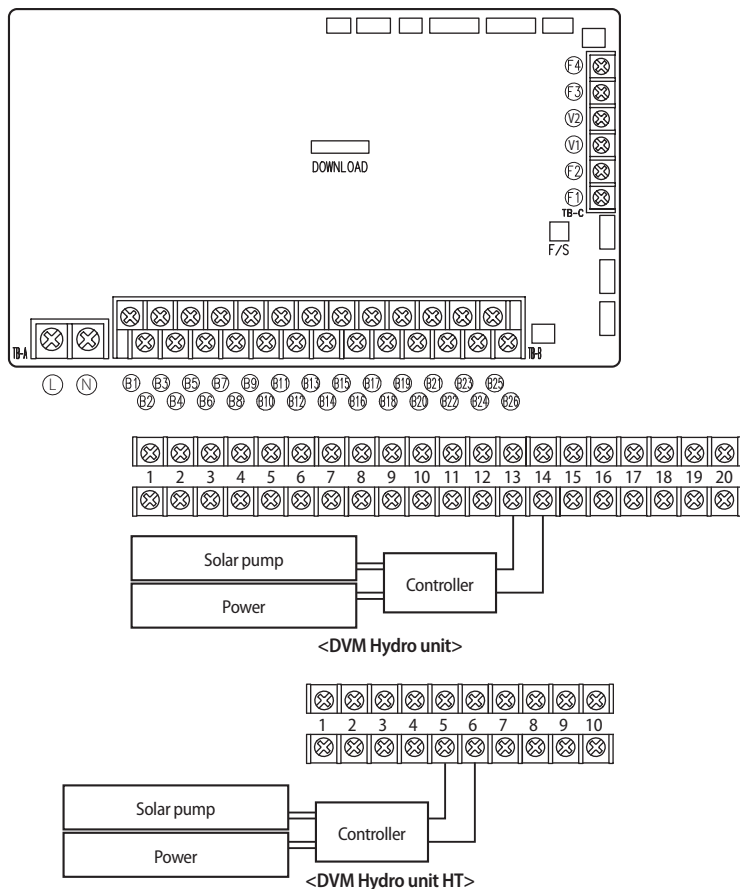 DOWNLOAD
F4
F3
V2
V1
F2
F1
TB-C
F/S
TB-A
TB-B
L N B1 B3 B5 B7 B9 B11 B13 B15 B17 B19 B21 B23 B25
B2 B4 B6 B8 B10 B12 B14 B16 B18 B20 B22 B24 B26
1 2 3 4 5 6 7 8 9 10 11 12 13 14 15 16 17 18 19 20
Solar pump
Controller
Power
<DVM Hydro unit>
1 2 3 4 5 6 7 8 9 10
Solar pump
Controller
Power
<DVM Hydro unit HT>